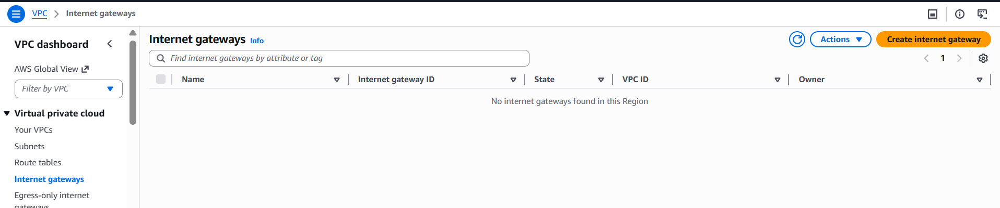 VPC > Internet gateways
VPC dashboard
AWS Global View
Filter by VPC
Virtual private cloud
Your VPCs
Subnets
Route tables
Internet gateways
Egress-only internet
gateways
Internet gateways Info
Actions
Create internet gateway
Find internet gateways by attribute or tag
1
Name Internet gateway ID State VPC ID Owner
No internet gateways found in this Region